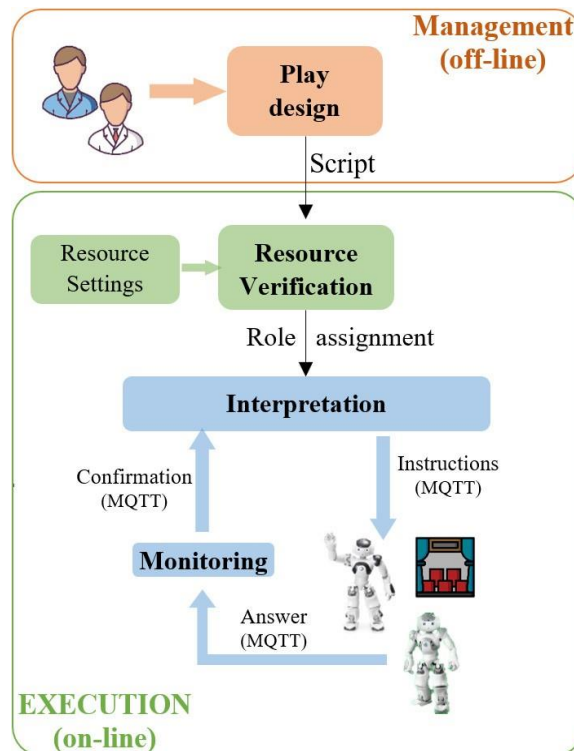 Management
(off-line)
Play
design
Script
Resource
Settings
Resource
Verification
Role assignment
Interpretation
Confirmation
(MQTT)
Instructions
(MQTT)
Monitoring
Answer
(MQTT)
EXECUTION
(on-line)